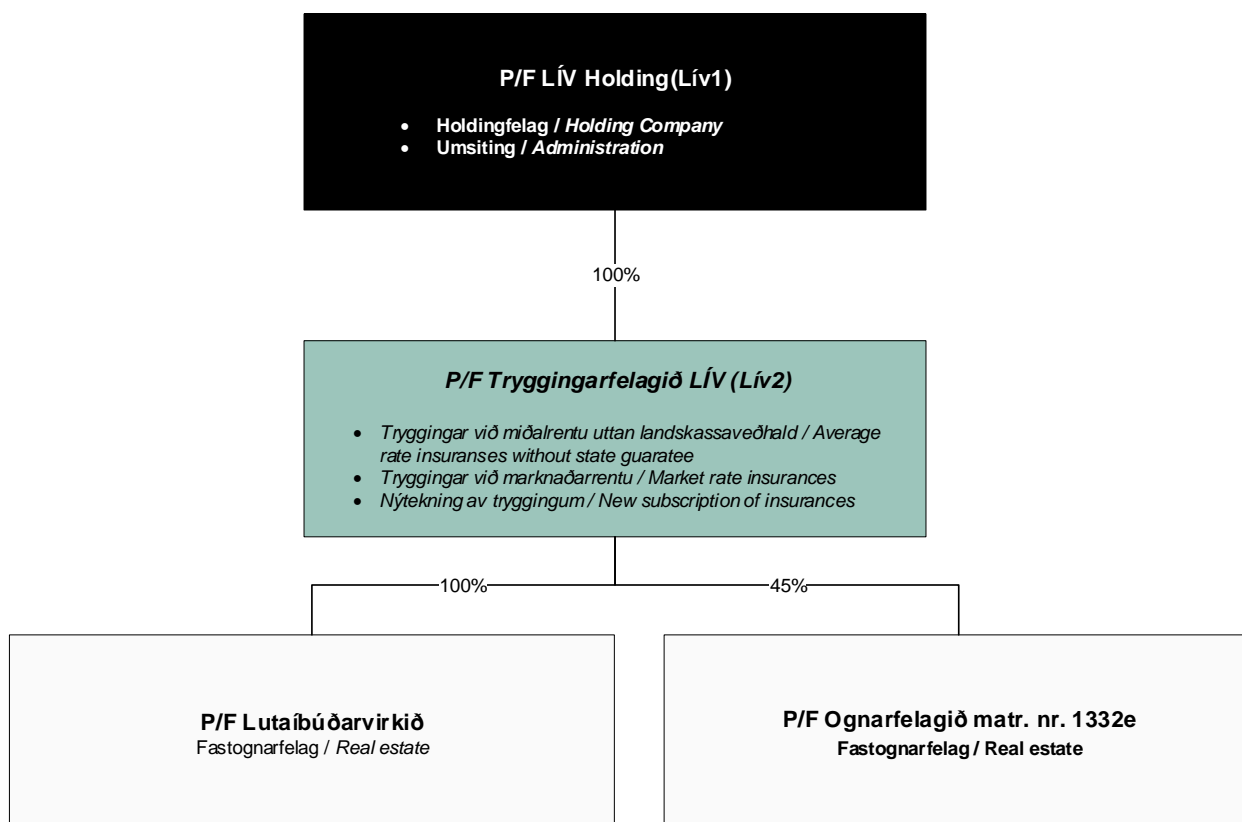 P/F LÍV Holding(Lív1)
• Holdingfelag / Holding Company
• Umsiting / Administration
100%
P/F Tryggingarfelagið LÍV (Lív2)
• Tryggingar við miðalrentu uttan landskassaveðhald / Average
rate insuranses without state guaratee
• Tryggingar við marknaðarrentu / Market rate insurances
• Nýtekning av tryggingum / New subscription of insurances
100%
45%
P/F Lutaíbúðarvirkið
Fastognarfelag / Real estate
P/F Ognarfelagið matr. nr. 1332e
Fastognarfelag / Real estate